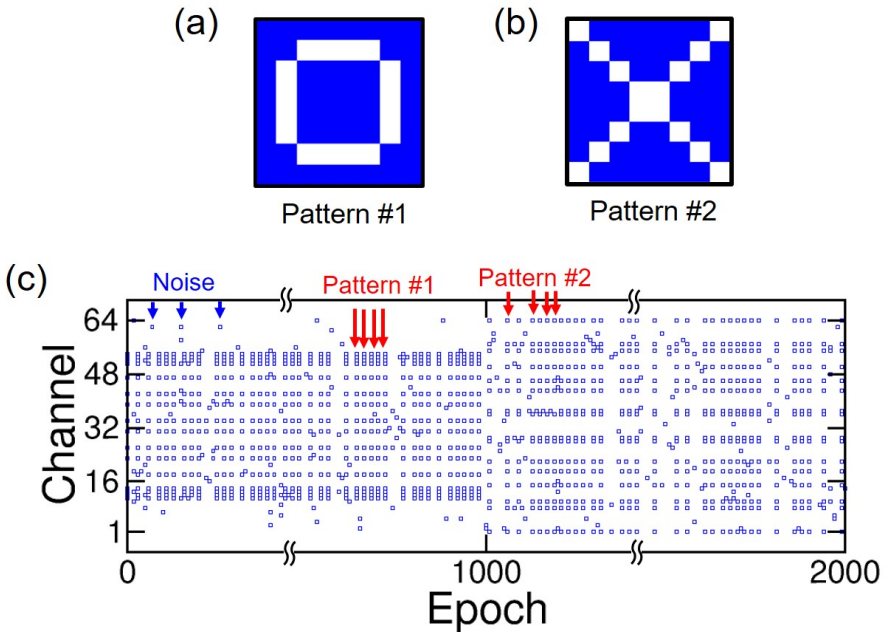 (a)
(b)
Pattern #1
Pattern #2
(c)
Noise
Pattern #1
Pattern #2
64
48
32
16
1
Channel
0
1000
2000
Epoch